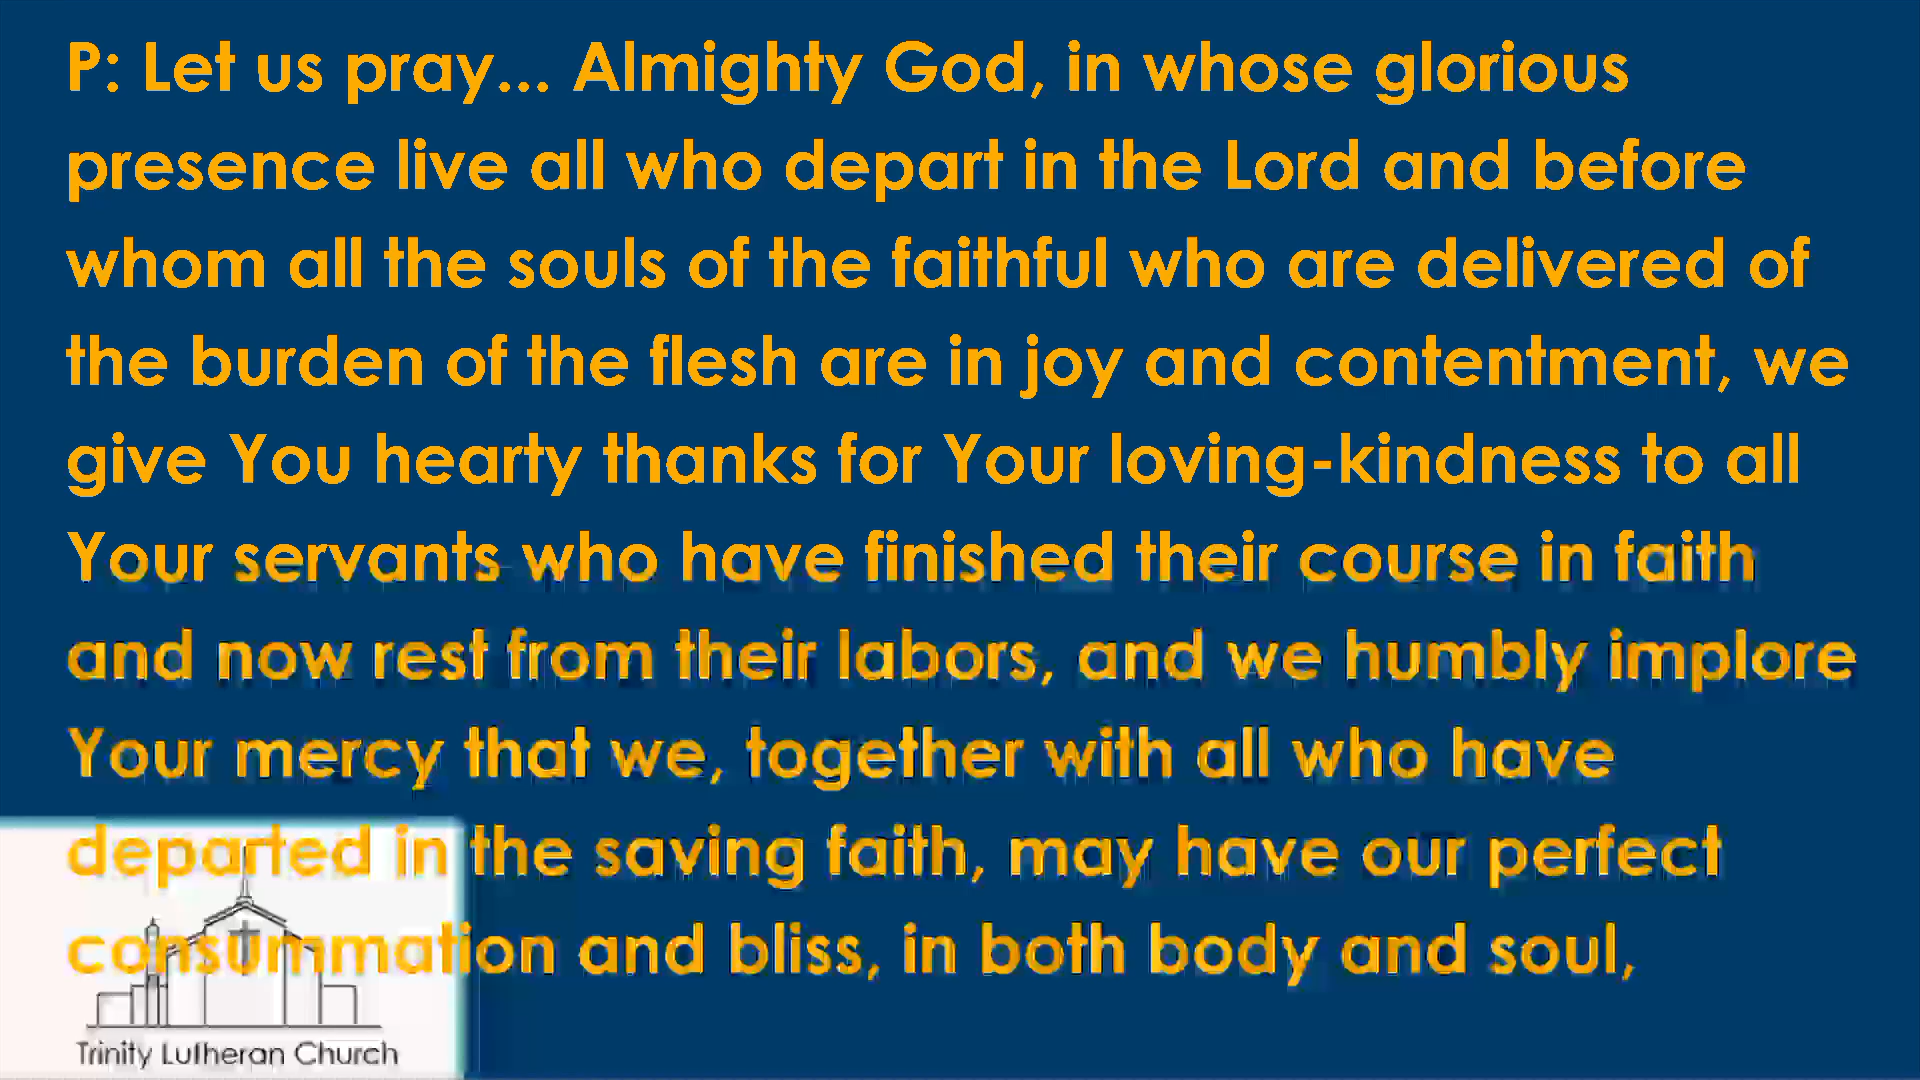 P: Let us pray... Almighty God, in whose glorious
presence live all who depart in the Lord and before
whom all the souls of the faithful who are delivered of
the burden of the flesh are in joy and contentment, we
give You hearty thanks for Your loving-kindness to all
Your servants who have finished their course in faith
and now rest from their labors, and we humbly implore
Your mercy that we, together with all who have
departed in the saving faith, may have our perfect
consummation and bliss, in both body and soul,
Trinity Lutheran Church